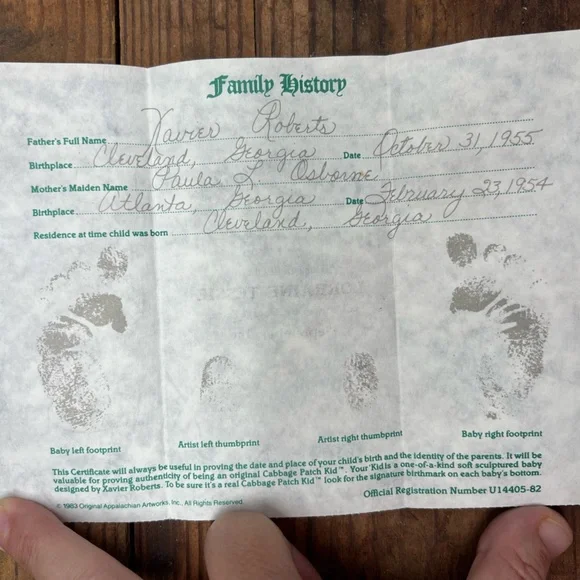 Family History
Father's Full Name Xavier Roberts
Birthplace Cleveland, Georgia Date October 31, 1955
Mother's Maiden Name Paula L. Osborne
Birthplace Atlanta, Georgia Date February 23, 1954
Residence at time child was born Cleveland, Georgia
Baby left footprint Artist left thumbprint Artist right thumbprint Baby right footprint
This Certificate will always be useful in proving the date and place of your child's birth and the identity of the parents. It will be
valuable for proving authenticity of being an original Cabbage Patch Kid™. Your 'Kid is a one-of-a-kind soft sculptured baby
designed by Xavier Roberts. To be sure it's a real Cabbage Patch Kid™ look for the signature birthmark on each baby's bottom.
© 1983 Original Appalachian Artworks, Inc., All Rights Reserved. Official Registration Number U14405-82